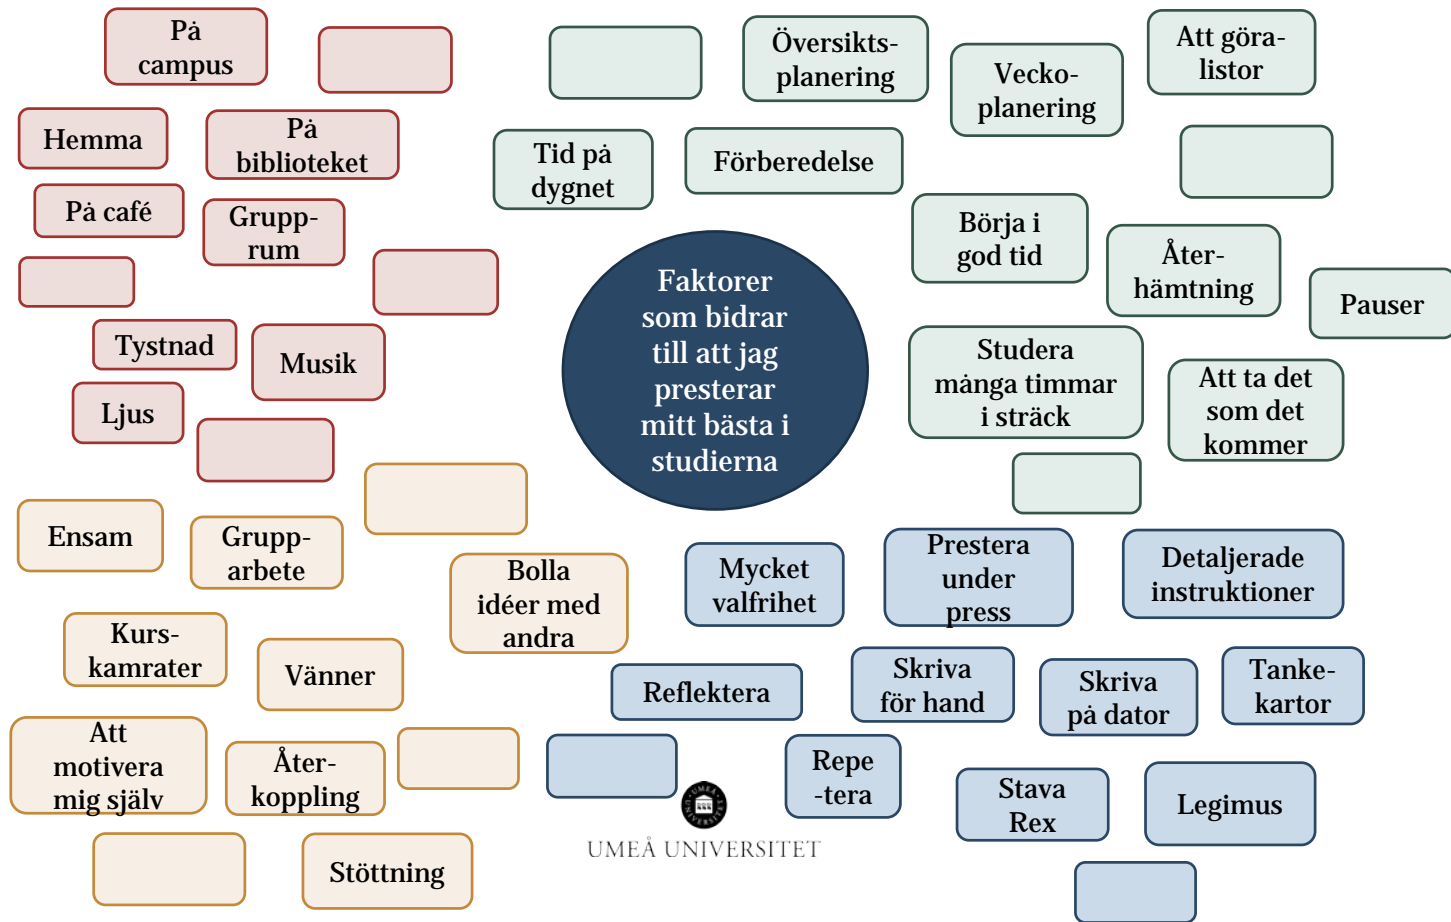 På
campus
Hemma
På
biblioteket
På café
Grupp-
rum
Tystnad
Musik
Ljus
Översikts-
planering
Vecko-
planering
Att göra-
listor
Tid på
dygnet
Förberedelse
Börja i
god tid
Åter-
hämtning
Pauser
Studera
många timmar
i sträck
Att ta det
som det
kommer
Faktorer
som bidrar
till att jag
presterar
mitt bästa i
studierna
Ensam
Grupp-
arbete
Bolla
idéer med
andra
Kurs-
kamrater
Vänner
Att
motivera
mig själv
Åter-
koppling
Stöttning
Mycket
valfrihet
Prestera
under
press
Detaljerade
instruktioner
Reflektera
Skriva
för hand
Skriva
på dator
Tanke-
kartor
Repe
-tera
Stava
Rex
Legimus
UMEÅ UNIVERSITET